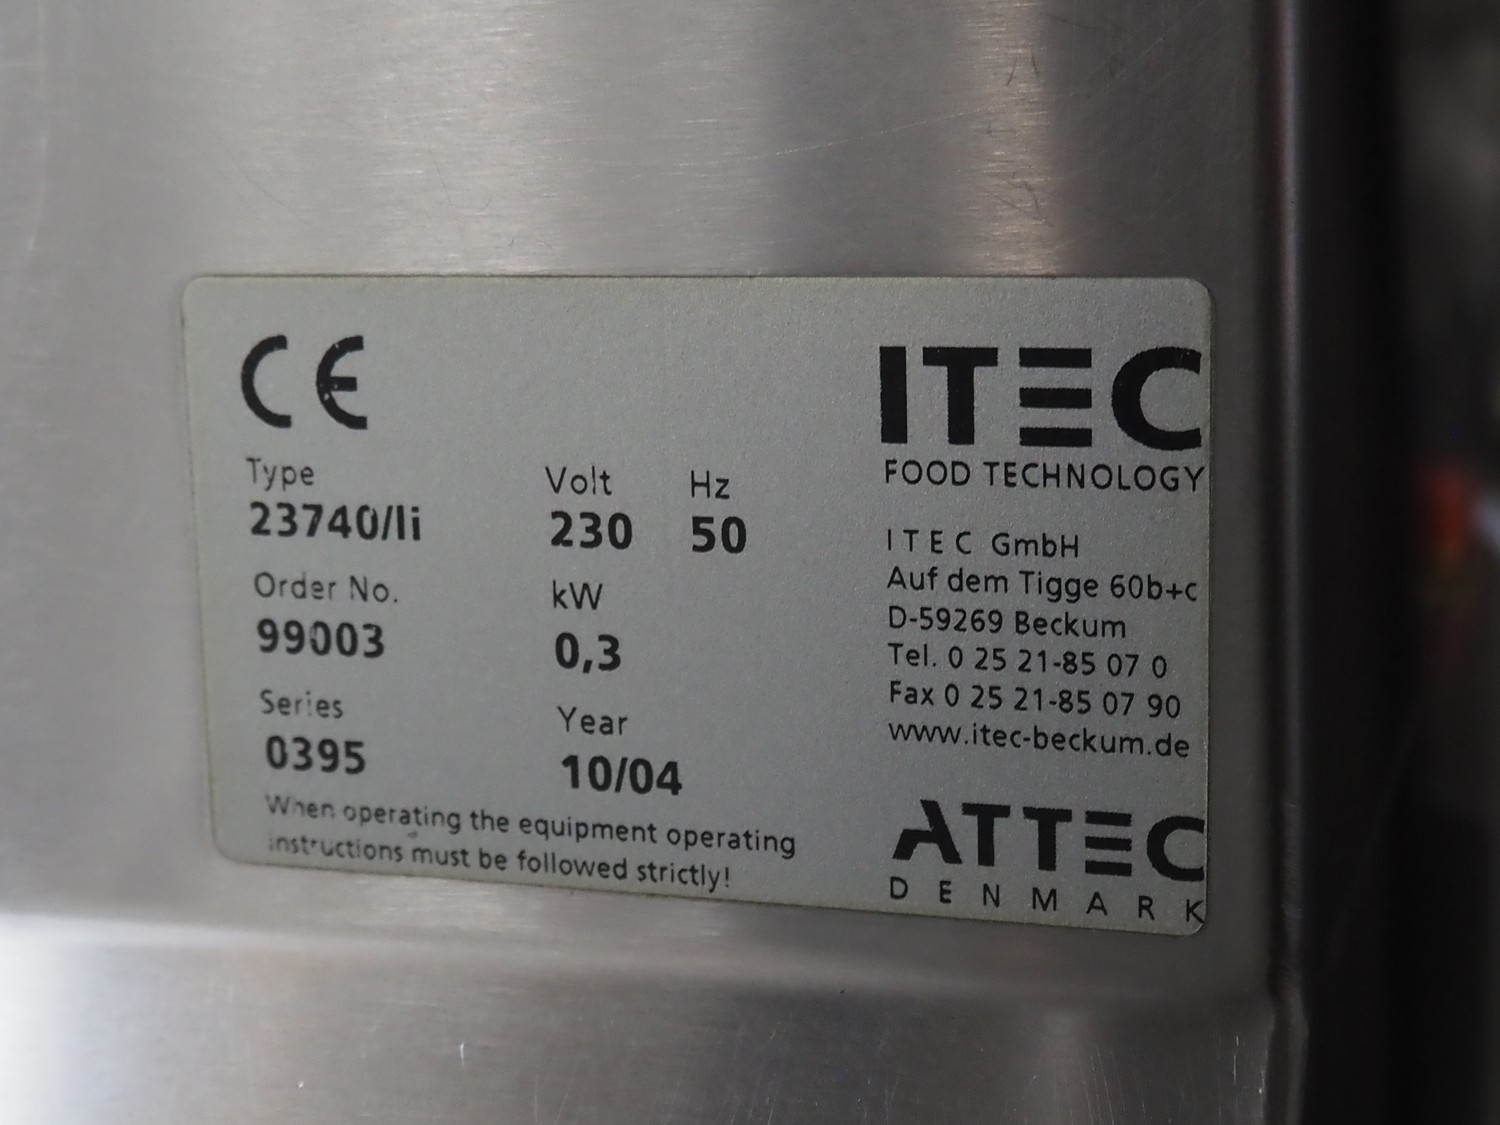 CE
Type Volt Hz
23740/li 230 50
Order No. kW
99003 0,3
Series Year
0395 10/04
When operating the equipment operating
instructions must be followed strictly!
ITEC
FOOD TECHNOLOGY
ITEC GmbH
Auf dem Tigge 60b+c
D-59269 Beckum
Tel. 0 25 21-85 07 0
Fax 0 25 21-85 07 90
www.itec-beckum.de
ATTEC
DENMARK